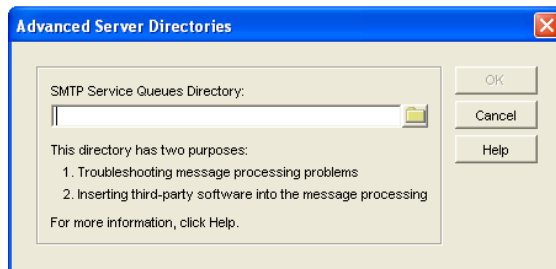 Advanced Server Directories
SMTP Service Queues Directory:
OK
Cancel
Help
This directory has two purposes:
1. Troubleshooting message processing problems
2. Inserting third-party software into the message processing
For more information, click Help.